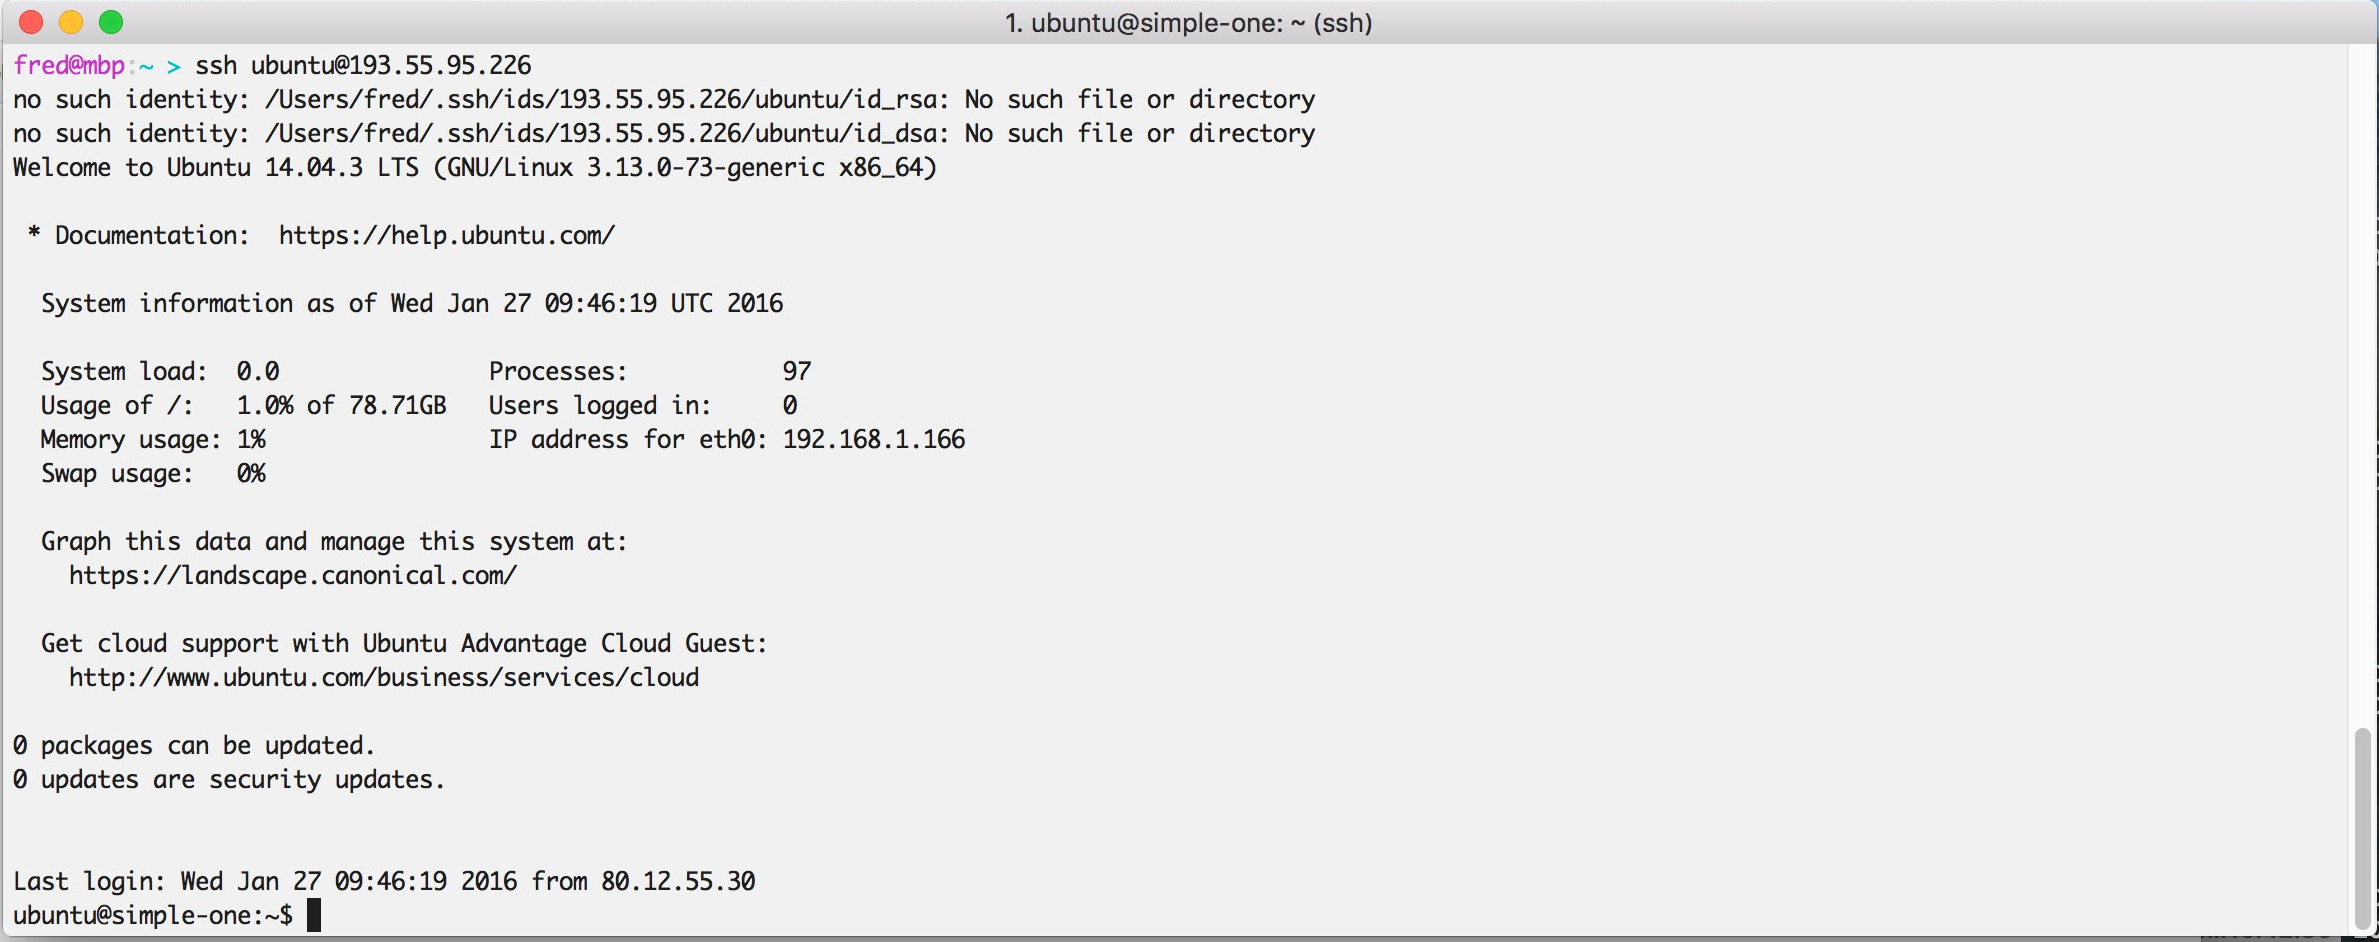 1. ubuntu@simple-one: ~ (ssh)
fred@mbp:~ > ssh ubuntu@193.55.95.226
no such identity: /Users/fred/.ssh/ids/193.55.95.226/ubuntu/id_rsa: No such file or directory
no such identity: /Users/fred/.ssh/ids/193.55.95.226/ubuntu/id_dsa: No such file or directory
Welcome to Ubuntu 14.04.3 LTS (GNU/Linux 3.13.0-73-generic x86_64)
* Documentation:  https://help.ubuntu.com/
System information as of Wed Jan 27 09:46:19 UTC 2016
System load:  0.0               Processes:           97
Usage of /:   1.0% of 78.71GB   Users logged in:     0
Memory usage: 1%                IP address for eth0: 192.168.1.166
Swap usage:   0%
Graph this data and manage this system at:
https://landscape.canonical.com/
Get cloud support with Ubuntu Advantage Cloud Guest:
http://www.ubuntu.com/business/services/cloud
0 packages can be updated.
0 updates are security updates.
Last login: Wed Jan 27 09:46:19 2016 from 80.12.55.30
ubuntu@simple-one:~$